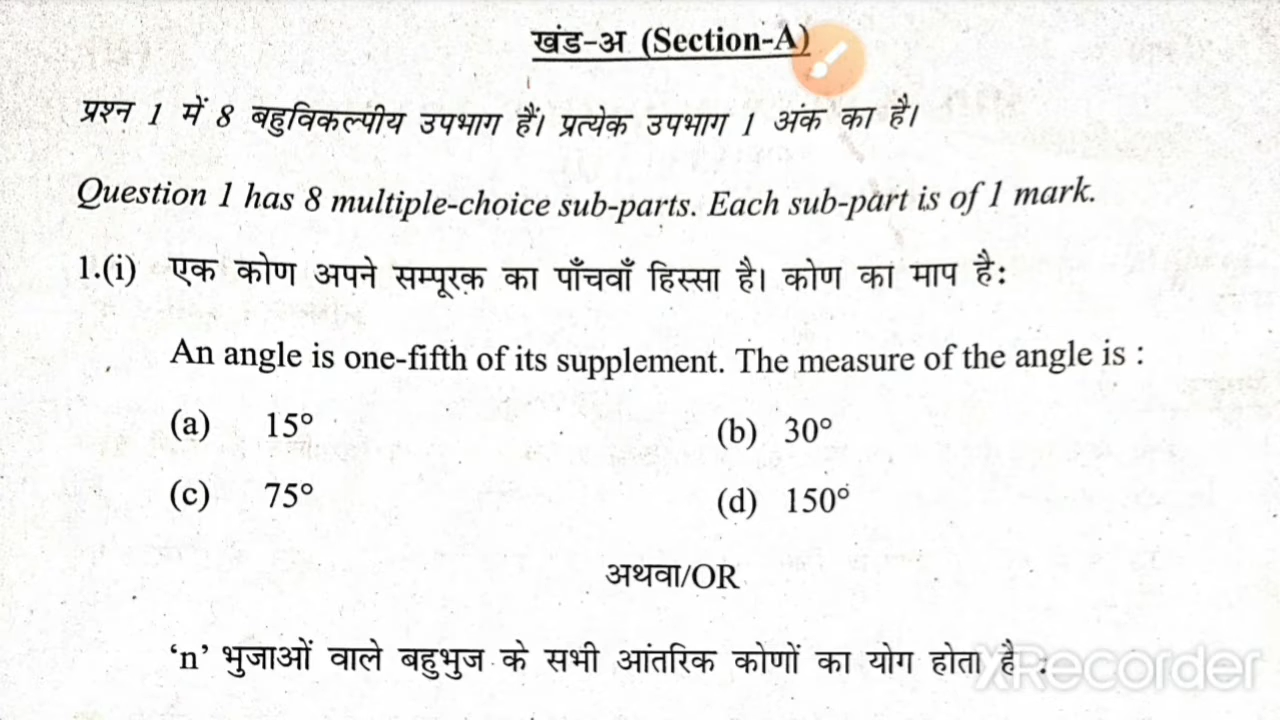 खंड-अ (Section-A)
प्रश्न 1 में 8 बहुविकल्पीय उपभाग हैं। प्रत्येक उपभाग 1 अंक का है।
Question 1 has 8 multiple-choice sub-parts. Each sub-part is of 1 mark.
1.(i) एक कोण अपने सम्पूरक का पाँचवाँ हिस्सा है। कोण का माप है:
An angle is one-fifth of its supplement. The measure of the angle is :
(a) 15° (b) 30°
(c) 75° (d) 150°
अथवा/OR
‘n’ भुजाओं वाले बहुभुज के सभी आंतरिक कोणों का योग होता है :
XRecorder